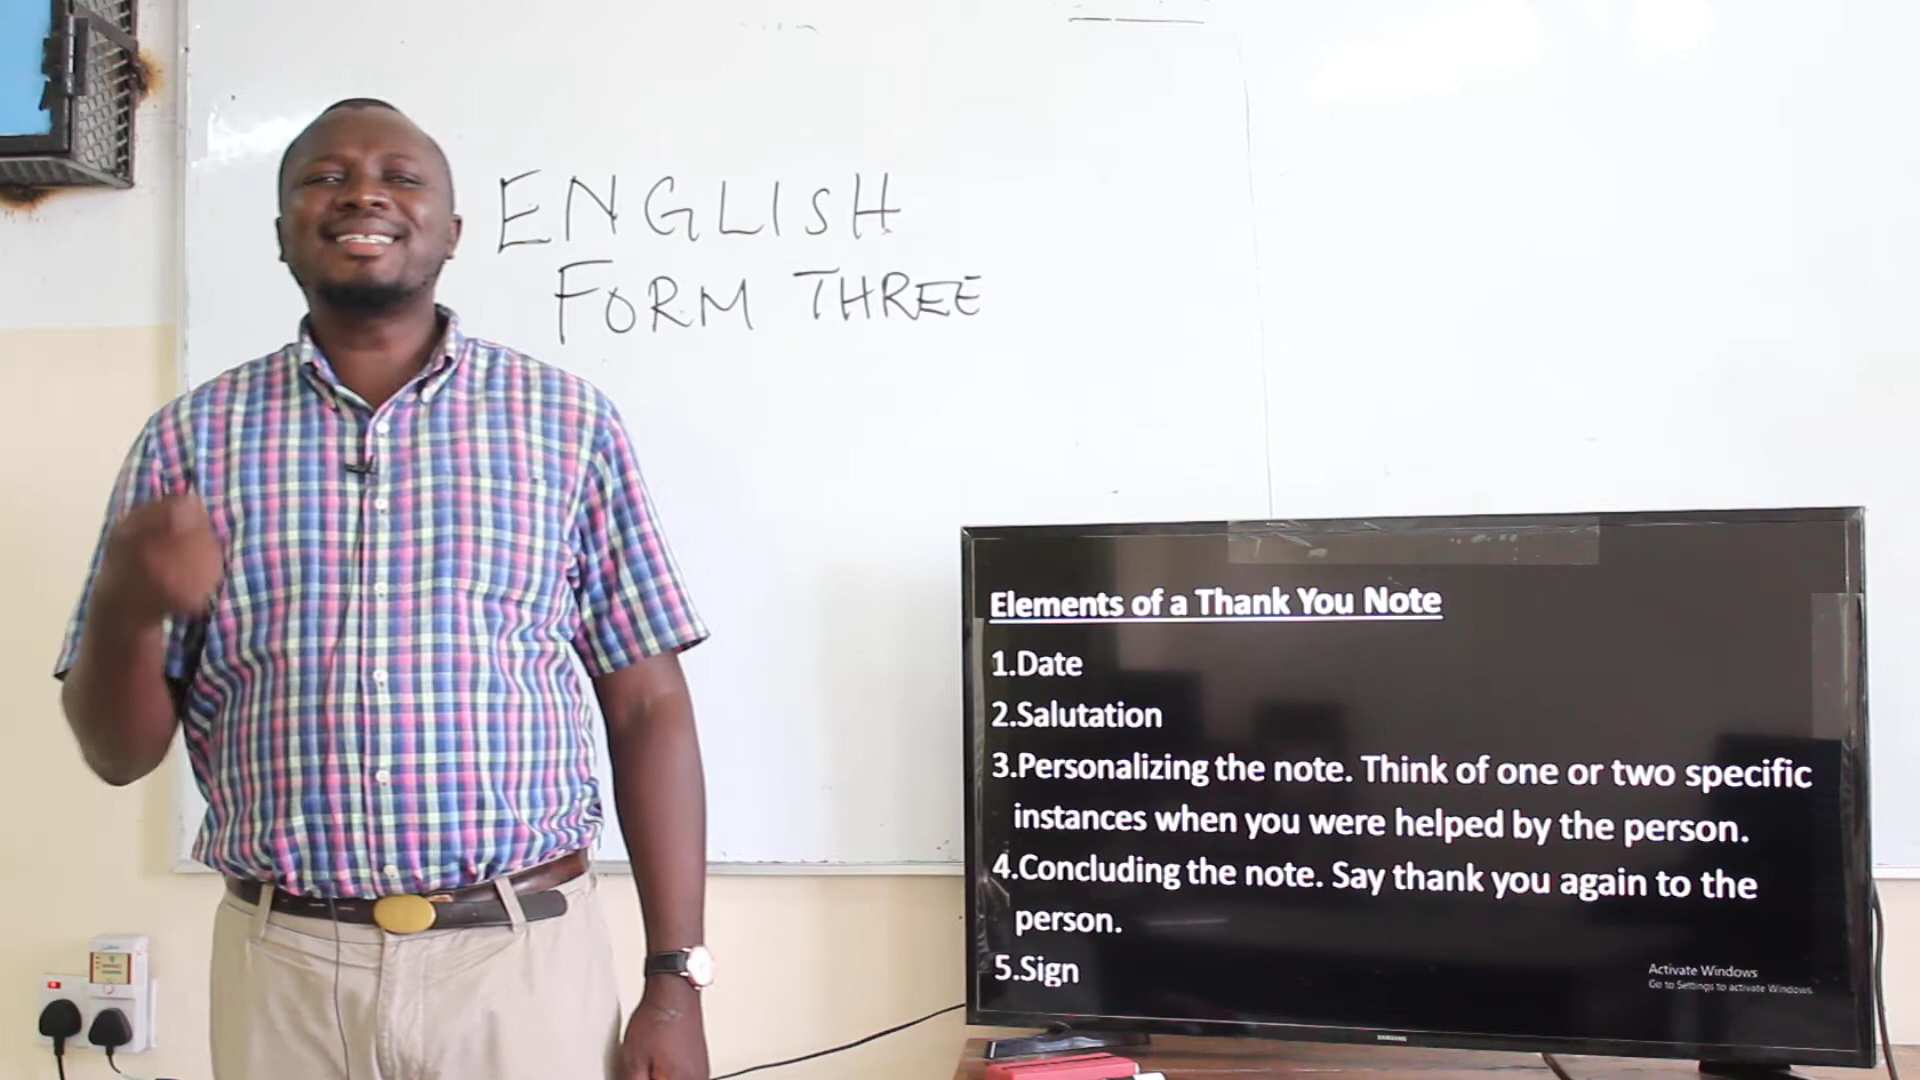 ENGLISH
FORM THREE
Elements of a Thank You Note
1.Date
2.Salutation
3.Personalizing the note. Think of one or two specific
instances when you were helped by the person.
4.Concluding the note. Say thank you again to the
person.
5.Sign
Activate Windows
Go to Settings to activate Windows.
SAMSUNG